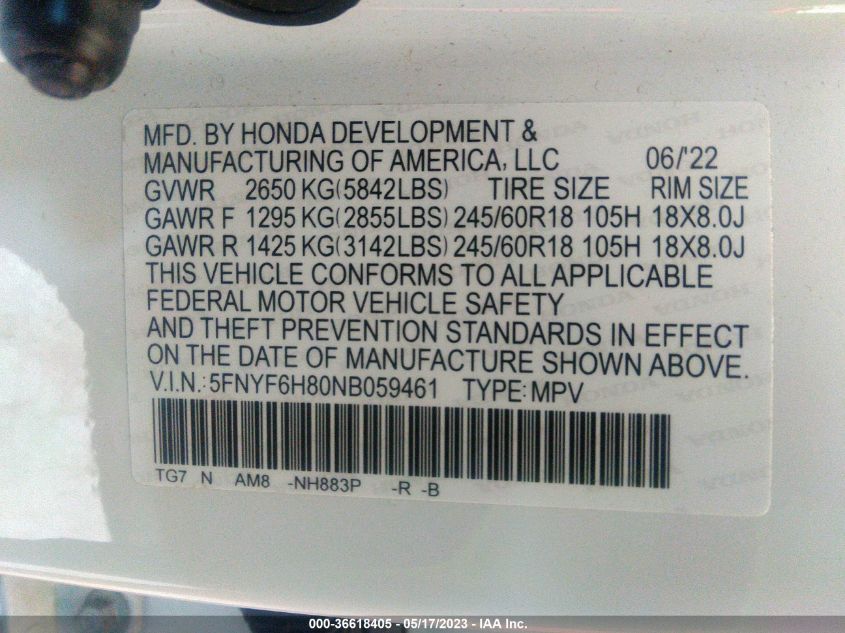 MFD. BY HONDA DEVELOPMENT &
MANUFACTURING OF AMERICA, LLC 06/'22
GVWR 2650 KG(5842LBS) TIRE SIZE RIM SIZE
GAWR F 1295 KG(2855LBS) 245/60R18 105H 18X8.0J
GAWR R 1425 KG(3142LBS) 245/60R18 105H 18X8.0J
THIS VEHICLE CONFORMS TO ALL APPLICABLE
FEDERAL MOTOR VEHICLE SAFETY
AND THEFT PREVENTION STANDARDS IN EFFECT
ON THE DATE OF MANUFACTURE SHOWN ABOVE.
V.I.N.:5FNYF6H80NB059461 TYPE:MPV
TG7 N AM8 -NH883P -R -B
000-36618405 - 05/17/2023 - IAA Inc.